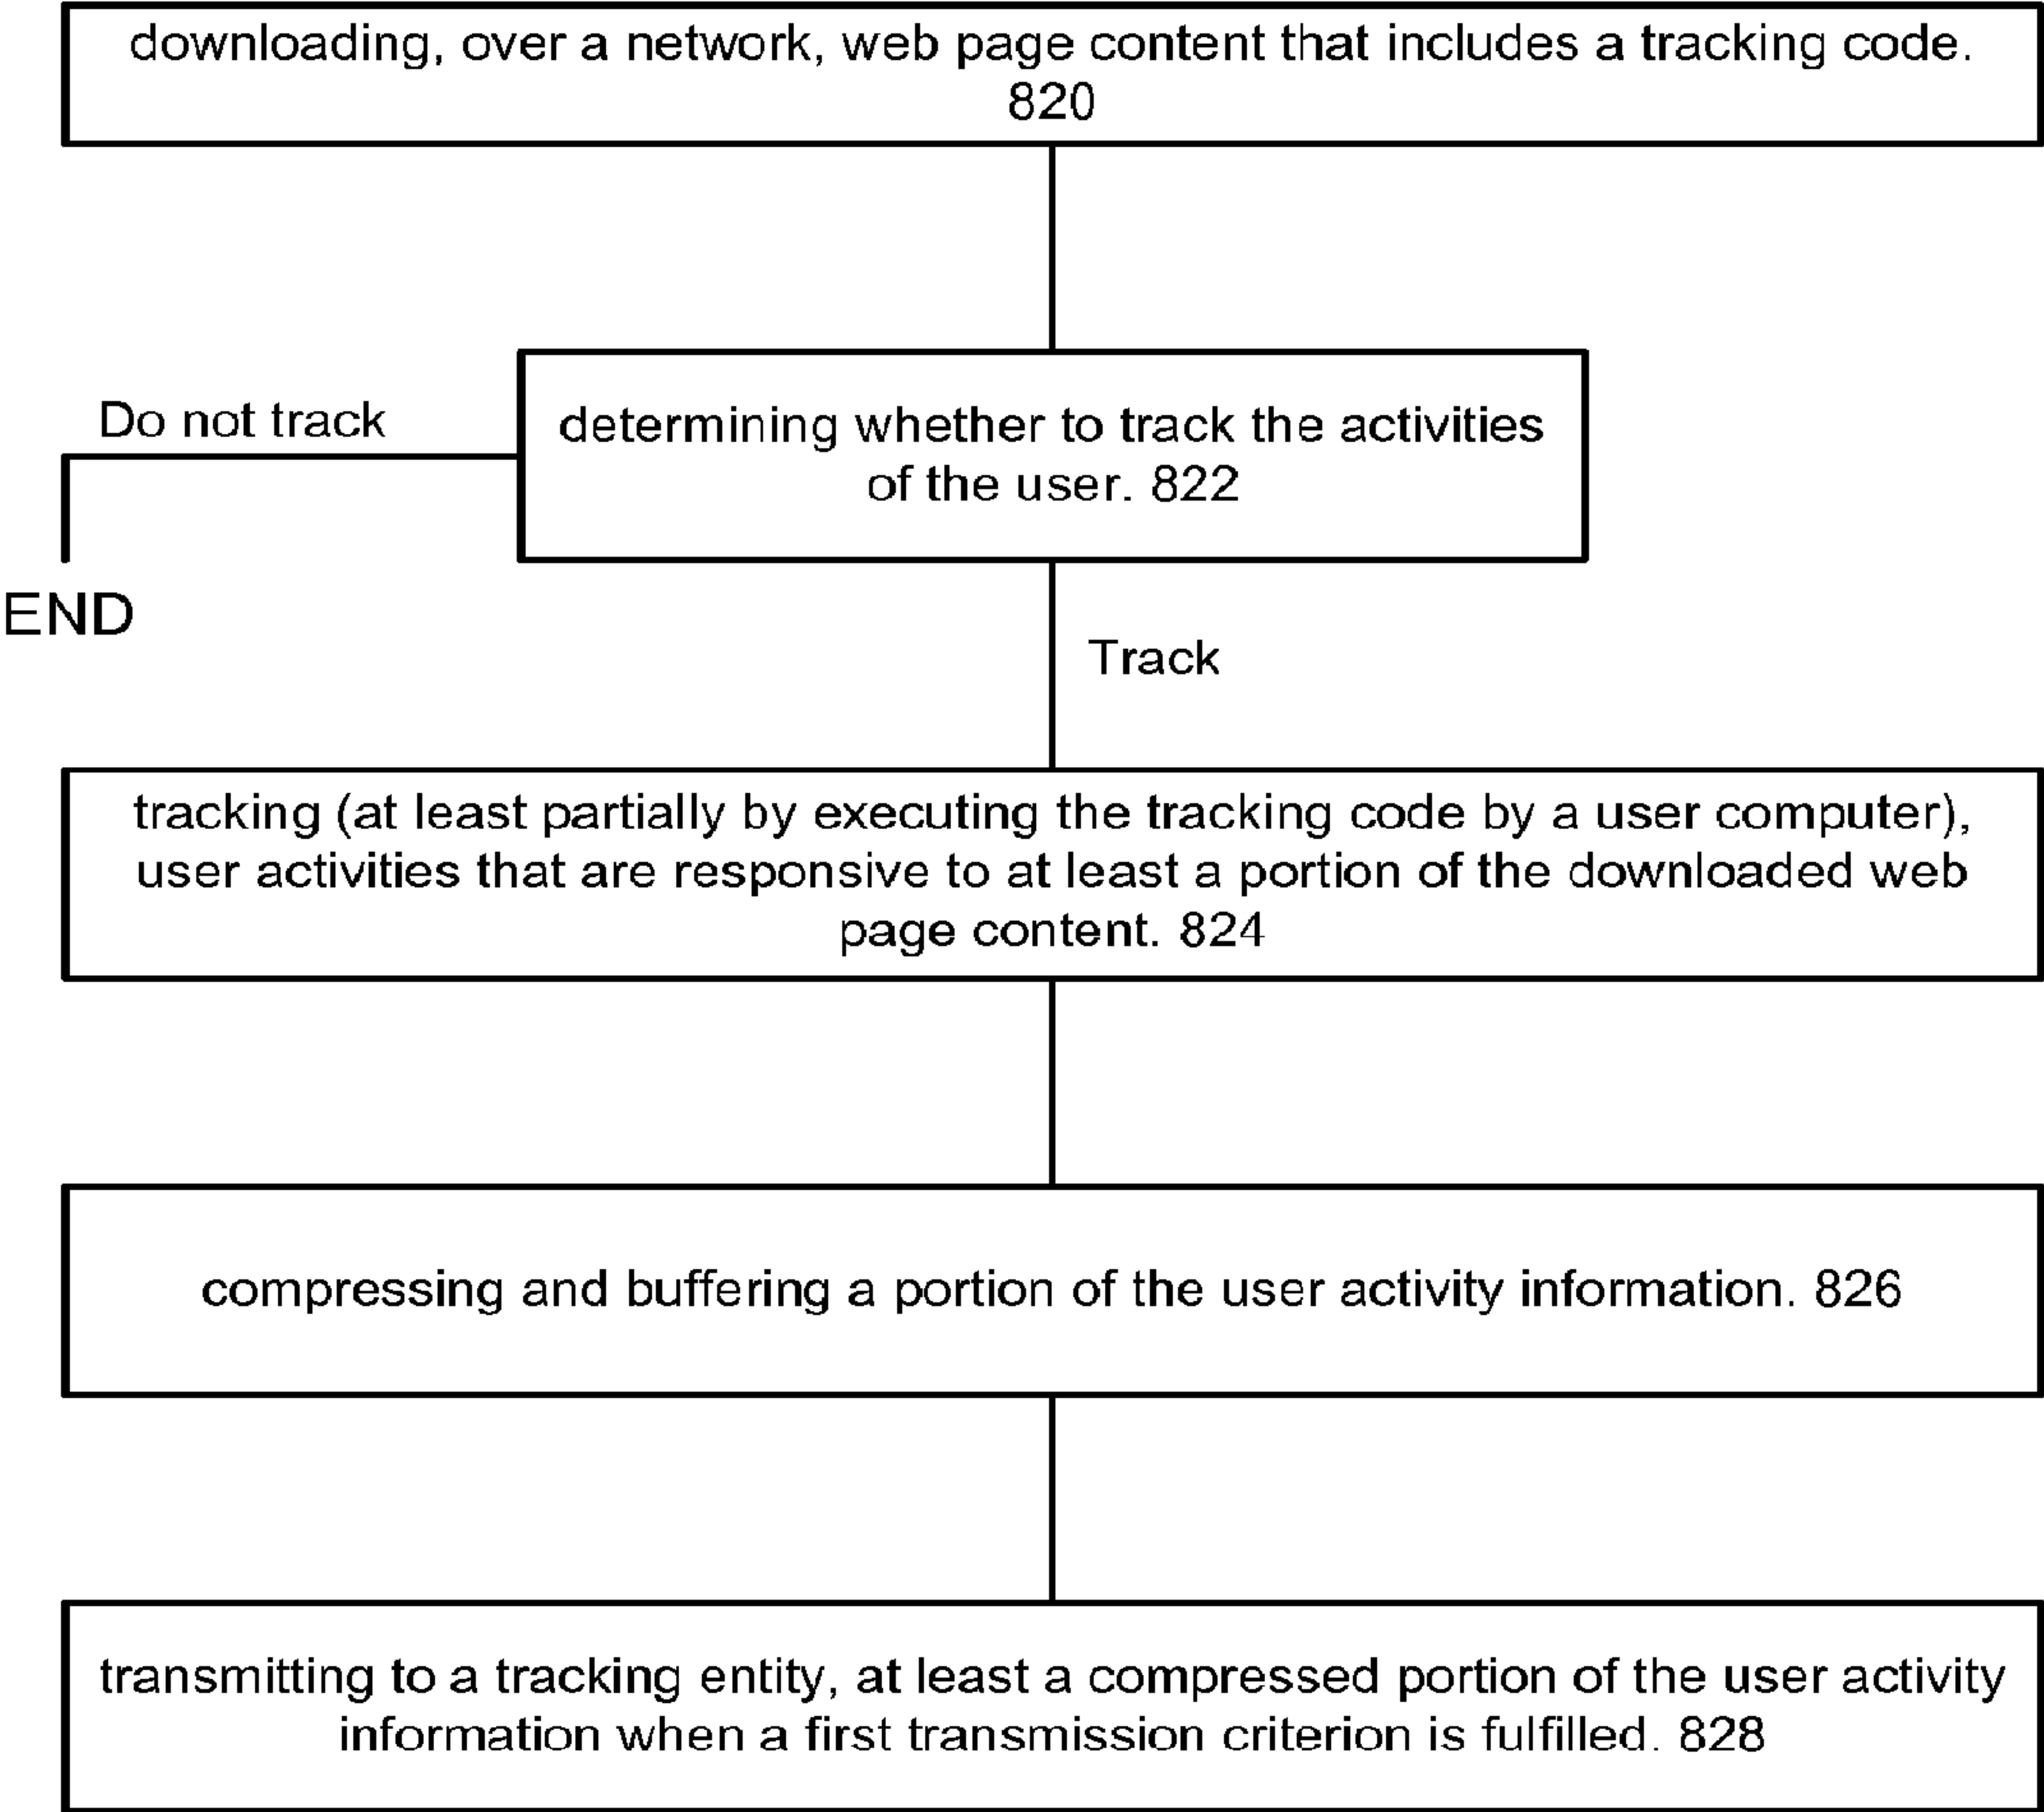 downloading, over a network, web page content that includes a tracking code.
820
Do not track
determining whether to track the activities
of the user. 822
END
Track
tracking (at least partially by executing the tracking code by a user computer),
user activities that are responsive to at least a portion of the downloaded web
page content. 824
compressing and buffering a portion of the user activity information. 826
transmitting to a tracking entity, at least a compressed portion of the user activity
information when a first transmission criterion is fulfilled. 828